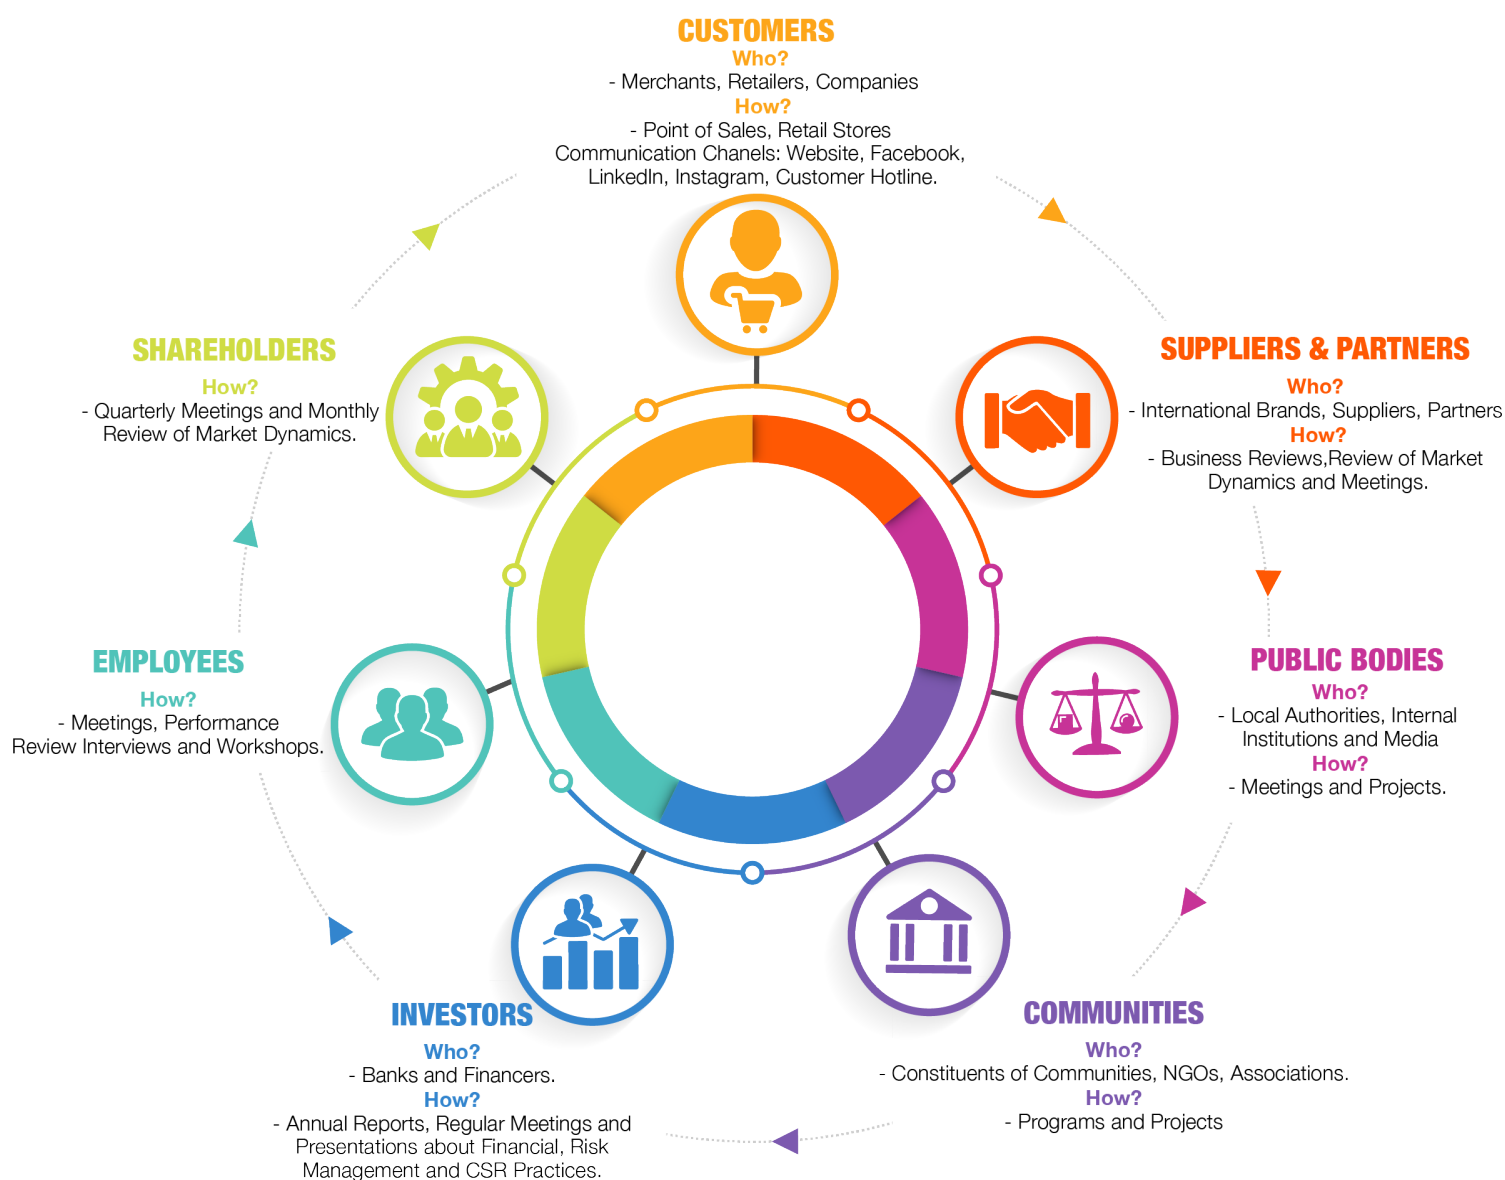 CUSTOMERS
Who?
- Merchants, Retailers, Companies
How?
- Point of Sales, Retail Stores
Communication Chanels: Website, Facebook,
LinkedIn, Instagram, Customer Hotline.
SUPPLIERS & PARTNERS
Who?
- International Brands, Suppliers, Partners
How?
- Business Reviews,Review of Market
Dynamics and Meetings.
PUBLIC BODIES
Who?
- Local Authorities, Internal
Institutions and Media
How?
- Meetings and Projects.
COMMUNITIES
Who?
- Constituents of Communities, NGOs, Associations.
How?
- Programs and Projects
INVESTORS
Who?
- Banks and Financers.
How?
- Annual Reports, Regular Meetings and
Presentations about Financial, Risk
Management and CSR Practices.
EMPLOYEES
How?
- Meetings, Performance
Review Interviews and Workshops.
SHAREHOLDERS
How?
- Quarterly Meetings and Monthly
Review of Market Dynamics.